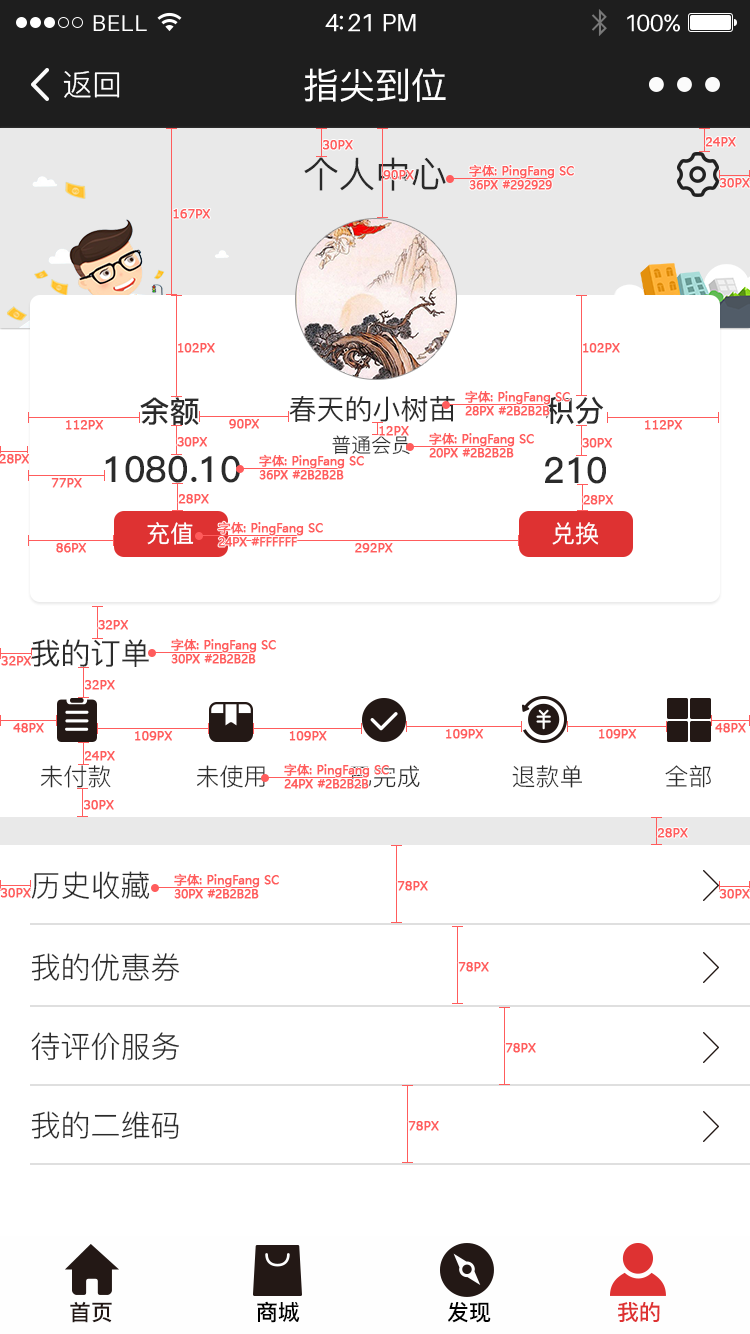 BELL 4:21 PM 100%
返回 指尖到位
30PX 24PX
个人中心 90PX 字体: PingFang SC
36PX #292929
30PX
167PX
102PX 102PX
余额 春天的小树苗 字体: PingFang SC
28PX #2B2B2B 积分
112PX 90PX 12PX 112PX
30PX 普通会员 字体: PingFang SC
20PX #2B2B2B 30PX
28PX
1080.10 字体: PingFang SC
36PX #2B2B2B 210
77PX
28PX 28PX
充值 字体: PingFang SC
24PX #FFFFFF 兑换
86PX 292PX
32PX
我的订单 字体: PingFang SC
30PX #2B2B2B
32PX
32PX
48PX 109PX 109PX 109PX 109PX 48PX
24PX
未付款 未使用 字体: PingFang SC
24PX #2B2B2B 完成 退款单 全部
30PX
28PX
历史收藏 字体: PingFang SC
30PX #2B2B2B 78PX
30PX 30PX
我的优惠券 78PX
待评价服务 78PX
我的二维码 78PX
首页 商城 发现 我的